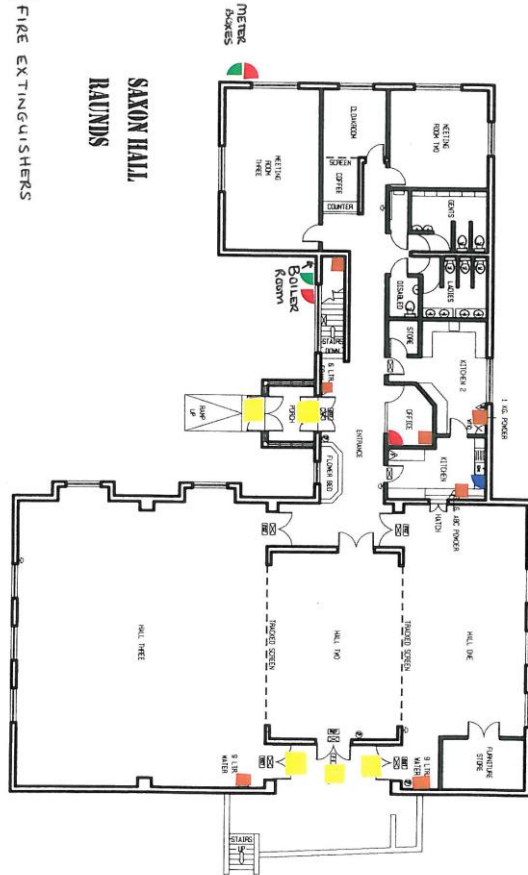 FIRE EXTINGUISHERS
SAXON HALL
RAUNDS
METER
BOXES
MEETING
ROOM
THREE
CLOAKROOM
SCREEN
COFFEE
COUNTER
MEETING
ROOM TWO
GENTS
LADIES
DISABLED
BOILER
ROOM
STAIRS
DOWN
STORE
KITCHEN 2
1 KG. POWDER
6 LTR.
PORCH
RAMP
UP
ENTRANCE
OFFICE
KITCHEN
FLOWER BED
HATCH
ABC POWDER
HALL THREE
TRACKED SCREEN
HALL TWO
TRACKED SCREEN
HALL ONE
FURNITURE
STORE
9 LTR.
WATER
9 LTR.
WATER
STAIRS
UP